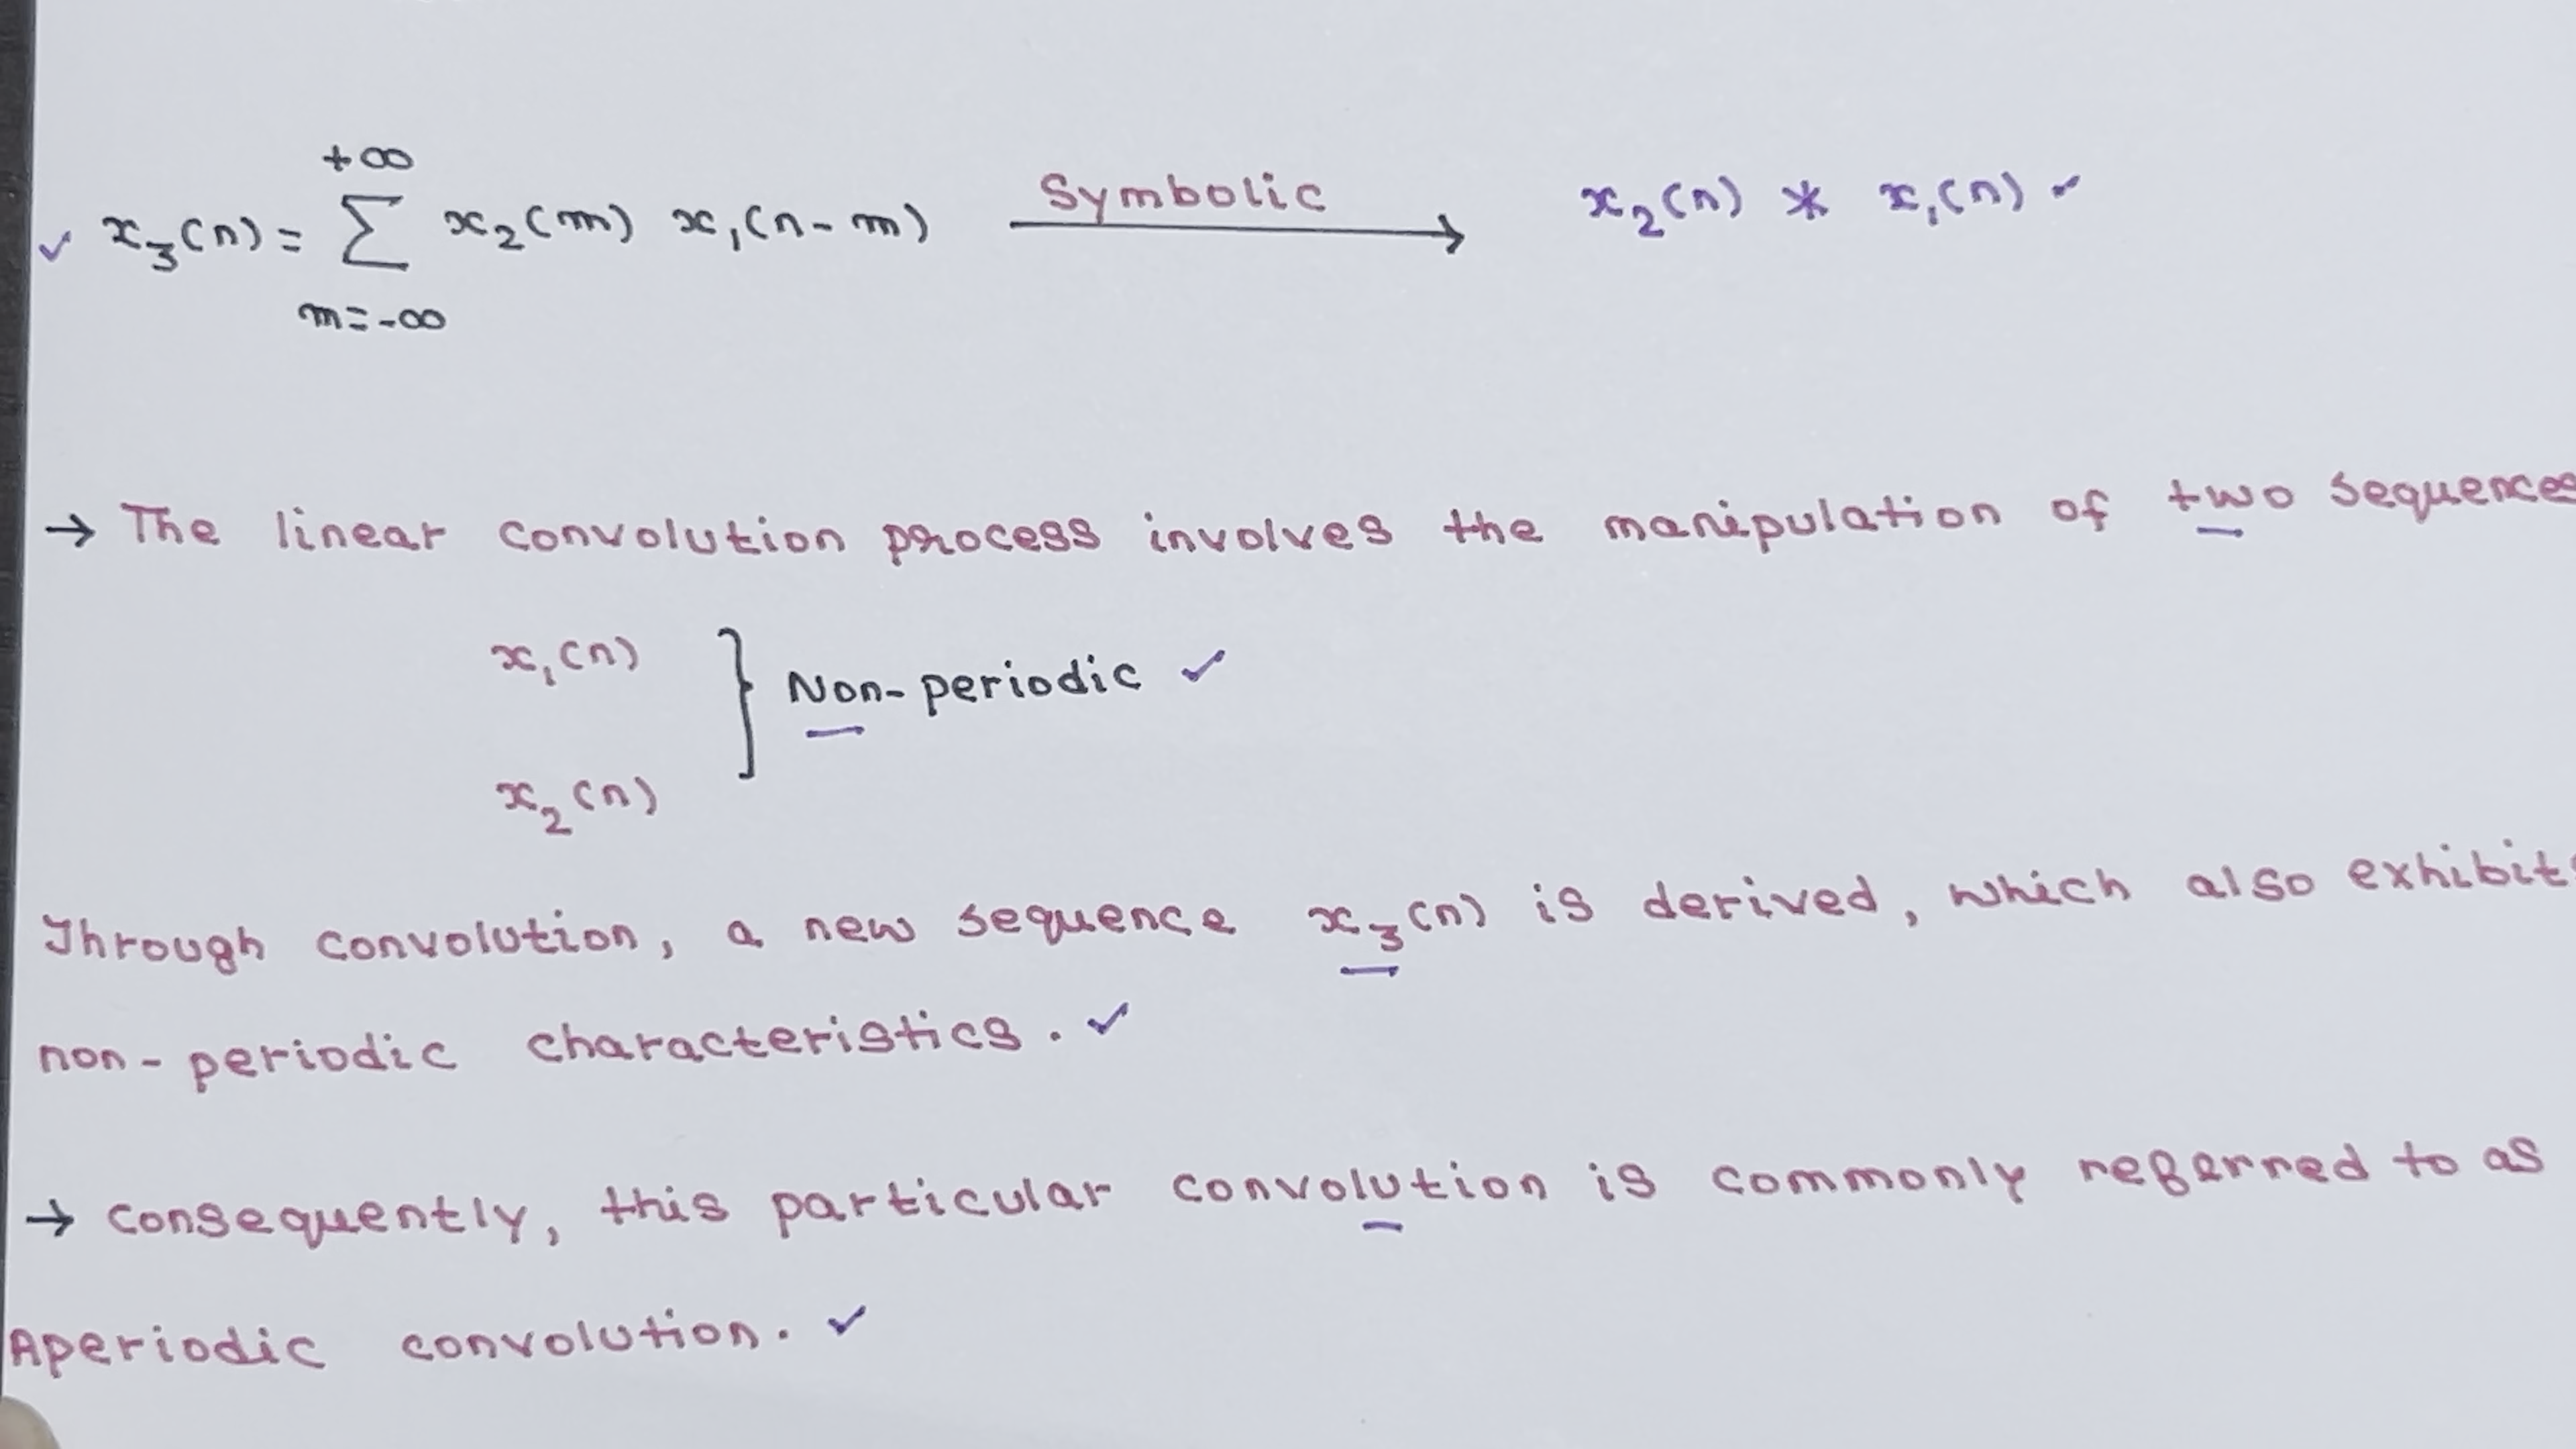 +∞
x₃(n) = ∑ x₂(m) x₁(n-m) Symbolic → x₂(n) * x₁(n)
m=-∞
→ The linear convolution process involves the manipulation of two sequences
x₁(n)
} Non-periodic
x₂(n)
Through convolution, a new sequence x₃(n) is derived, which also exhibits
non-periodic characteristics.
→ consequently, this particular convolution is commonly referred to as
Aperiodic convolution.